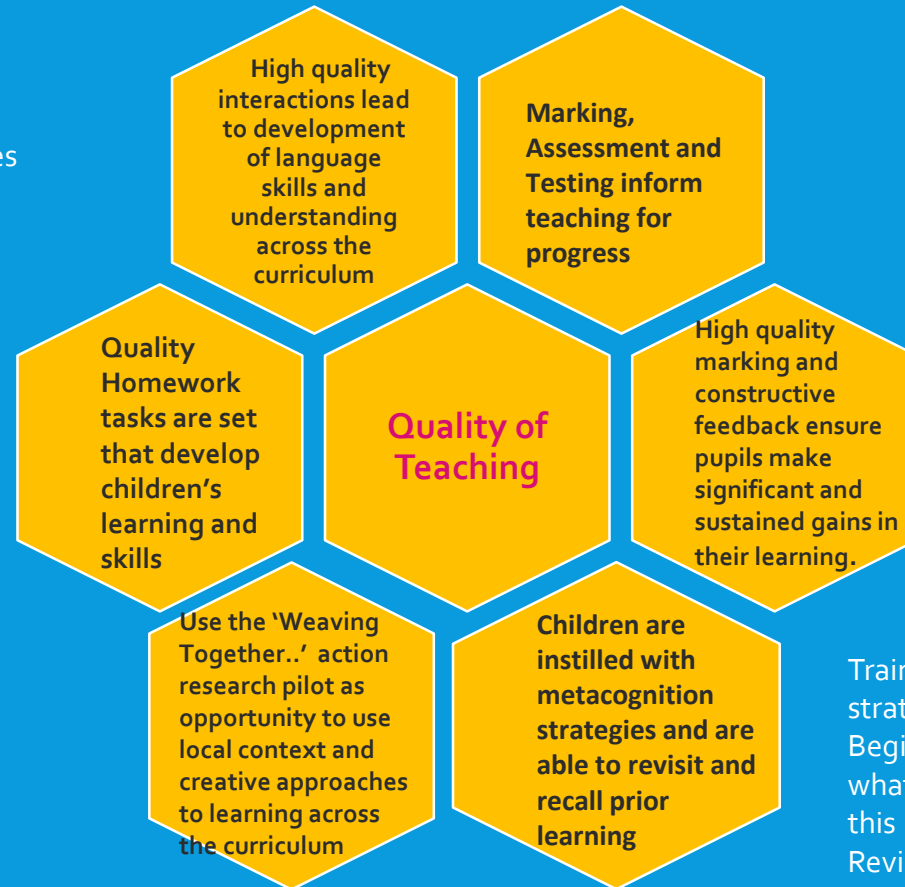 High quality
interactions lead
to development
of language
skills and
understanding
across the
curriculum
Marking,
Assessment and
Testing inform
teaching for
progress
Quality
Homework
tasks are set
that develop
children's
learning and
skills
Quality of
Teaching
High quality
marking and
constructive
feedback ensure
pupils make
significant and
sustained gains in
their learning.
Use the ‘Weaving
Together..’ action
research pilot as
opportunity to use
local context and
creative approaches
to learning across
the curriculum
Children are
instilled with
metacognition
strategies and are
able to revisit and
recall prior
learning
this